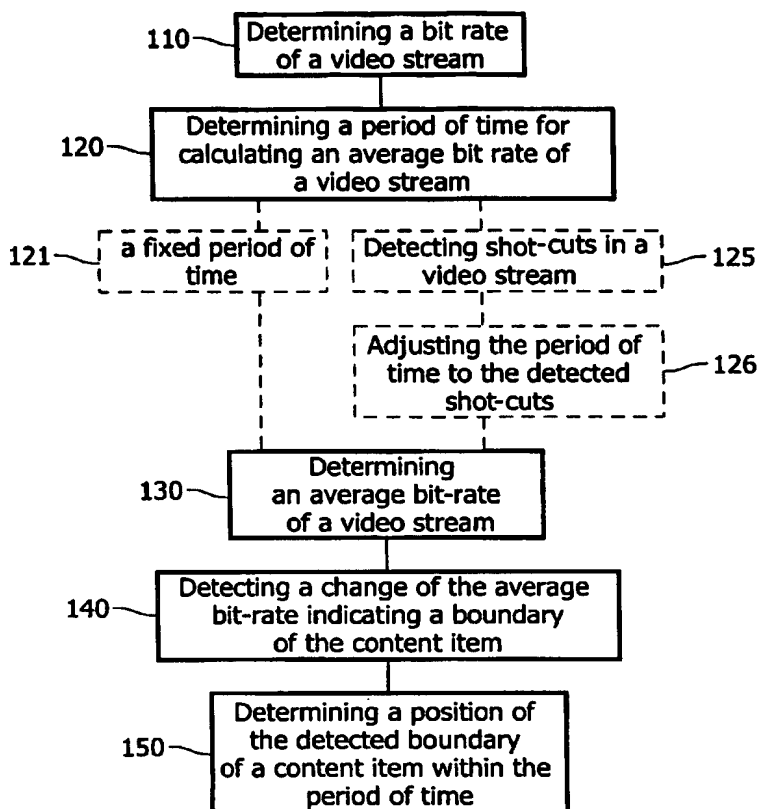 110
Determining a bit rate
of a video stream
120
Determining a period of time for
calculating an average bit rate of
a video stream
121
a fixed period of
time
Detecting shot-cuts in a
video stream
125
Adjusting the period of
time to the detected
shot-cuts
126
130
Determining
an average bit-rate
of a video stream
140
Detecting a change of the average
bit-rate indicating a boundary
of the content item
150
Determining a position of
the detected boundary
of a content item within the
period of time